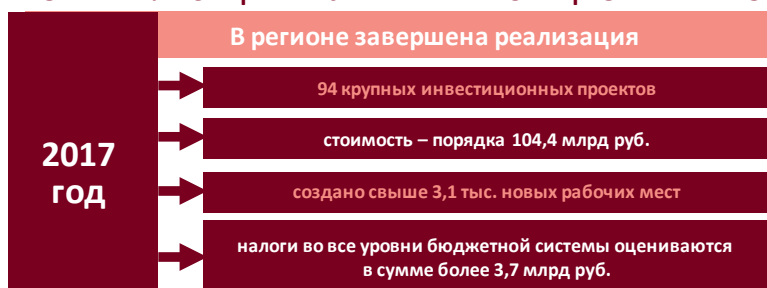 В регионе завершена реализация
94 крупных инвестиционных проектов
2017
год
стоимость – порядка 104,4 млрд руб.
создано свыше 3,1 тыс. новых рабочих мест
налоги во все уровни бюджетной системы оцениваются
в сумме более 3,7 млрд руб.